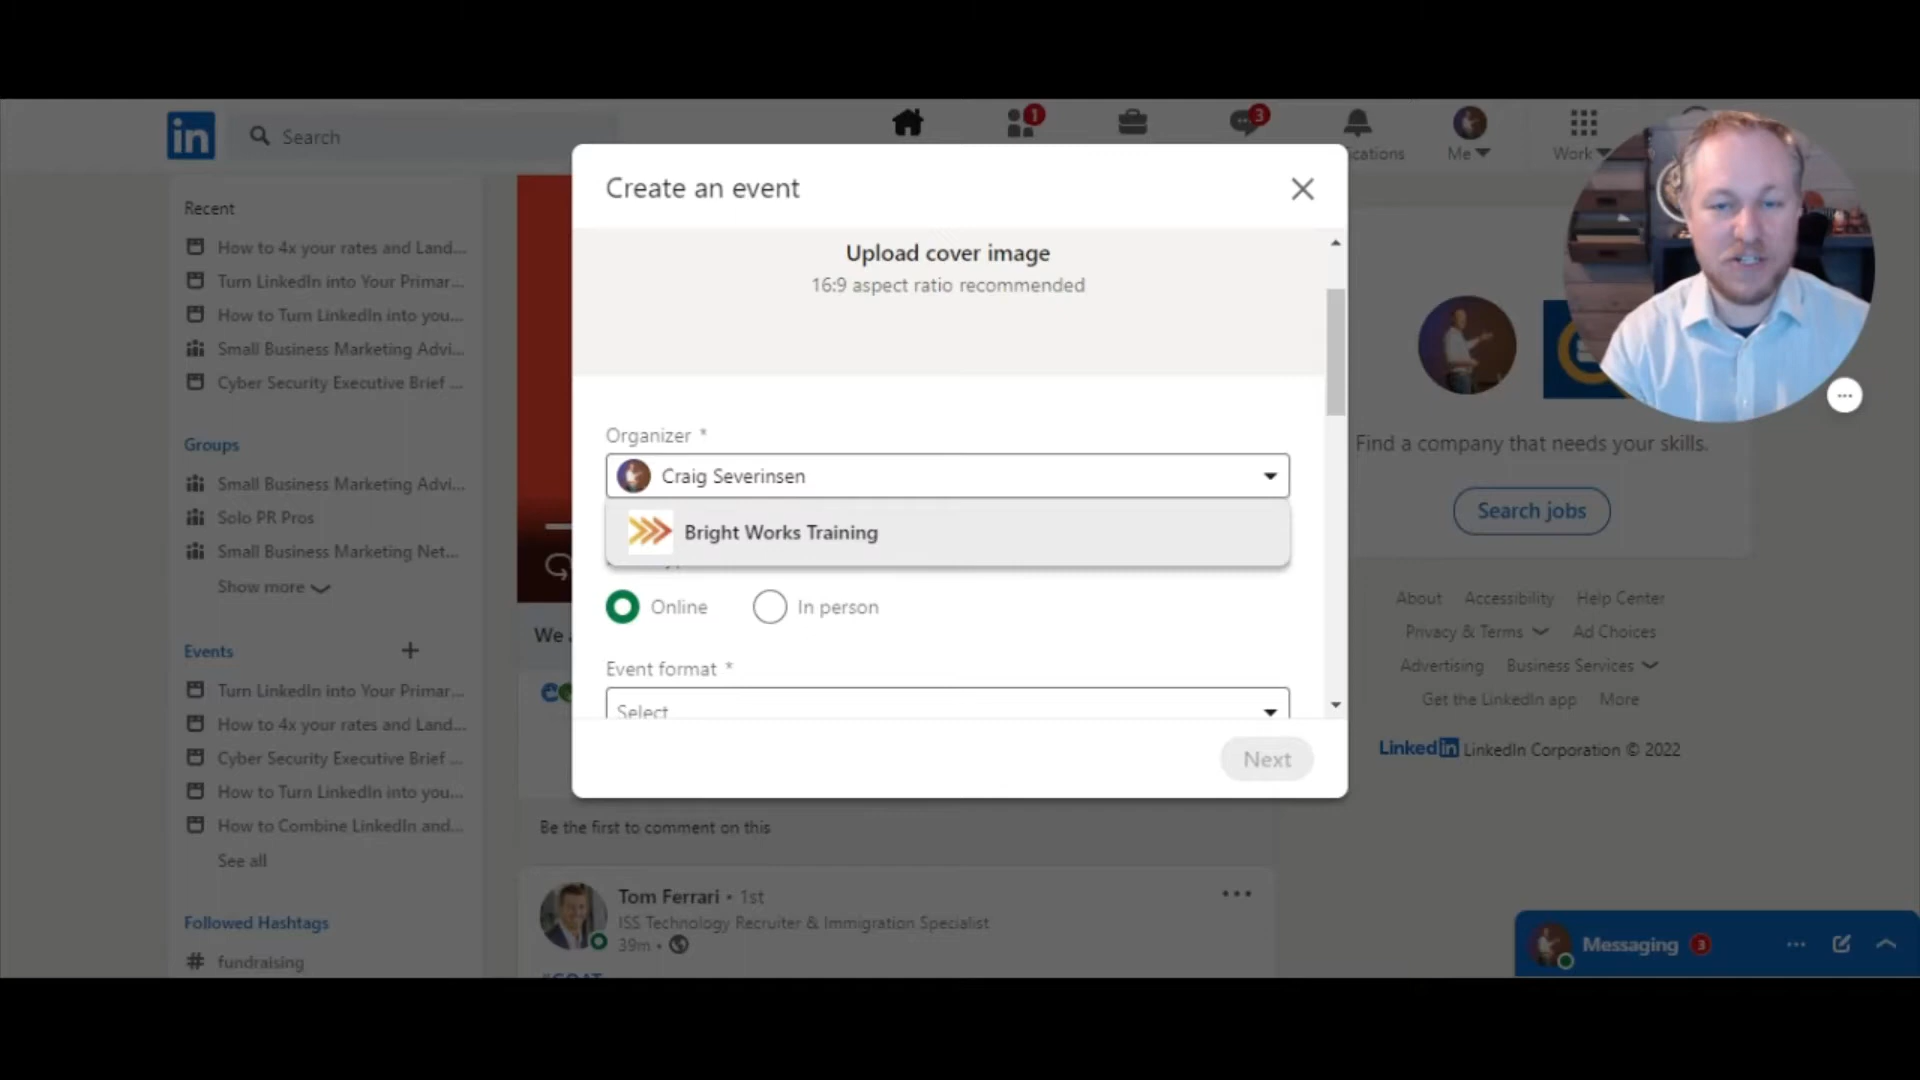 in
Search
1
3
ications
Me
Work
Recent
How to 4x your rates and Land...
Turn LinkedIn into Your Primar...
How to Turn LinkedIn into you...
Small Business Marketing Advi...
Cyber Security Executive Brief ...
Groups
Small Business Marketing Advi...
Solo PR Pros
Small Business Marketing Net...
Show more
Events
Turn LinkedIn into Your Primar...
How to 4x your rates and Land...
Cyber Security Executive Brief ...
How to Turn LinkedIn into you...
How to Combine LinkedIn and...
See all
Followed Hashtags
# fundraising
Create an event
Upload cover image
16:9 aspect ratio recommended
Organizer *
Craig Severinsen
Bright Works Training
Online
In person
Event format *
Select
Next
We
Be the first to comment on this
Tom Ferrari • 1st
ISS Technology Recruiter & Immigration Specialist
39m •
Find a company that needs your skills.
Search jobs
About Accessibility Help Center
Privacy & Terms Ad Choices
Advertising Business Services
Get the LinkedIn app More
LinkedIn LinkedIn Corporation © 2022
Messaging 3